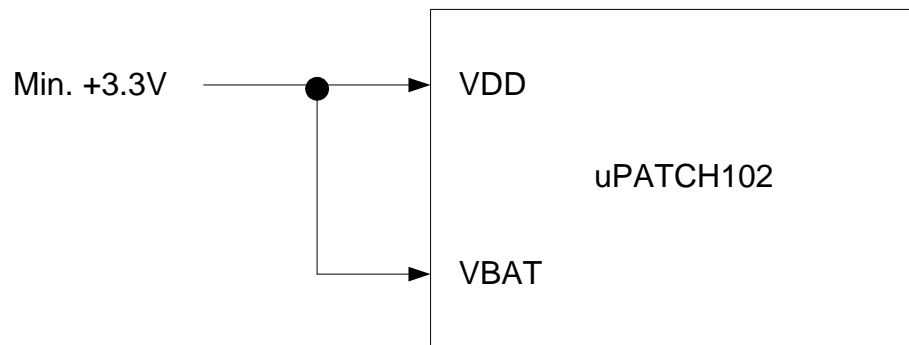 Min. +3.3V
VDD
uPATCH102
VBAT